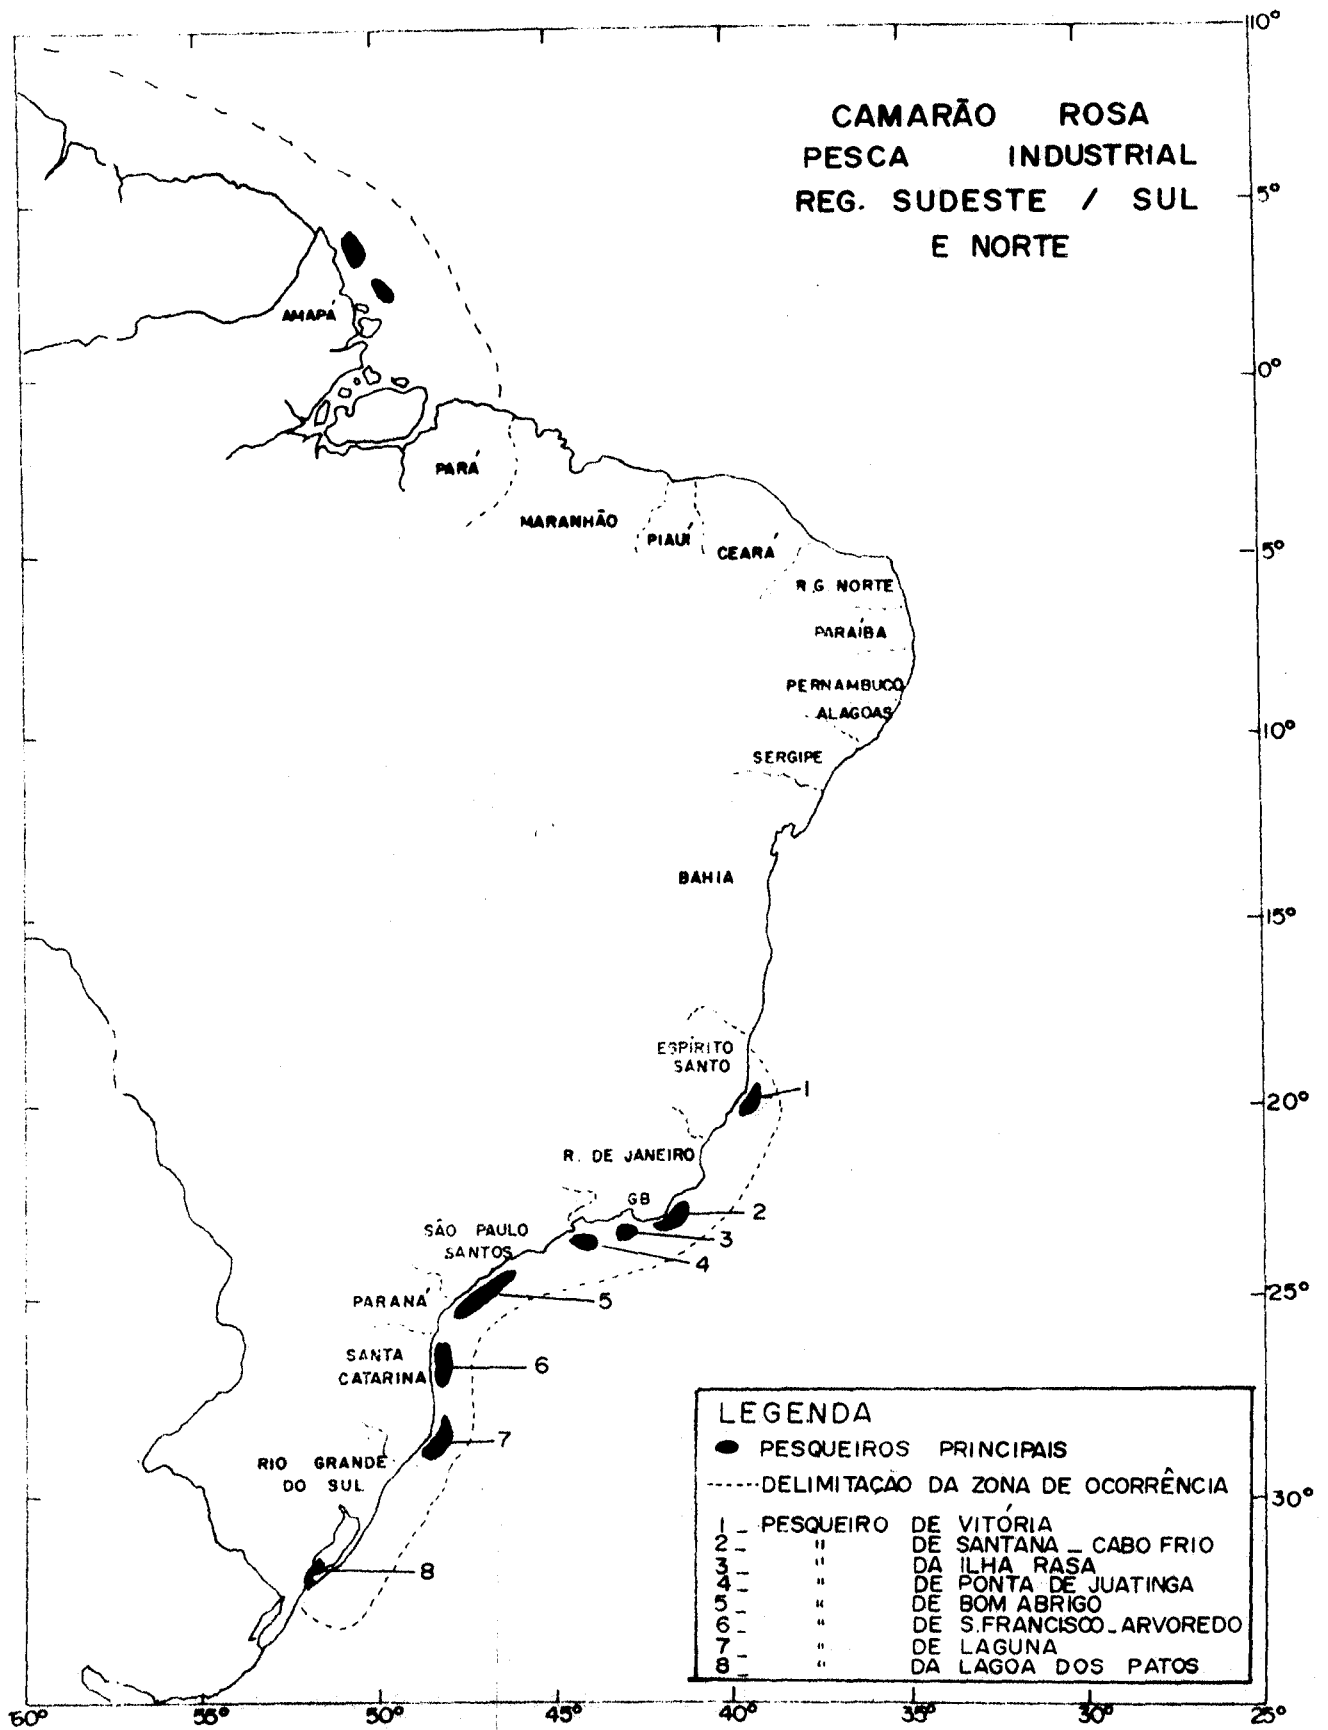 CAMARÃO ROSA
PESCA INDUSTRIAL
REG. SUDESTE / SUL
E NORTE
10°
5°
0°
5°
10°
15°
20°
25°
30°
AMAPÁ
PARÁ
MARANHÃO
PIAUÍ
CEARÁ
R.G. NORTE
PARAÍBA
PERNAMBUCO
ALAGOAS
SERGIPE
BAHIA
ESPÍRITO
SANTO
1
R. DE JANEIRO
GB
2
3
4
SÃO PAULO
SANTOS
5
PARANÁ
SANTA
CATARINA
6
7
RIO GRANDE
DO SUL
8
LEGENDA
PESQUEIROS PRINCIPAIS
DELIMITAÇÃO DA ZONA DE OCORRÊNCIA
1 _ PESQUEIRO DE VITÓRIA
2 _ " DE SANTANA _ CABO FRIO
3 _ " DA ILHA RASA
4 _ " DE PONTA DE JUATINGA
5 _ " DE BOM ABRIGO
6 _ " DE S.FRANCISCO _ ARVOREDO
7 _ " DE LAGUNA
8 _ " DA LAGOA DOS PATOS
60° 55° 50° 45° 40° 35° 30° 25°